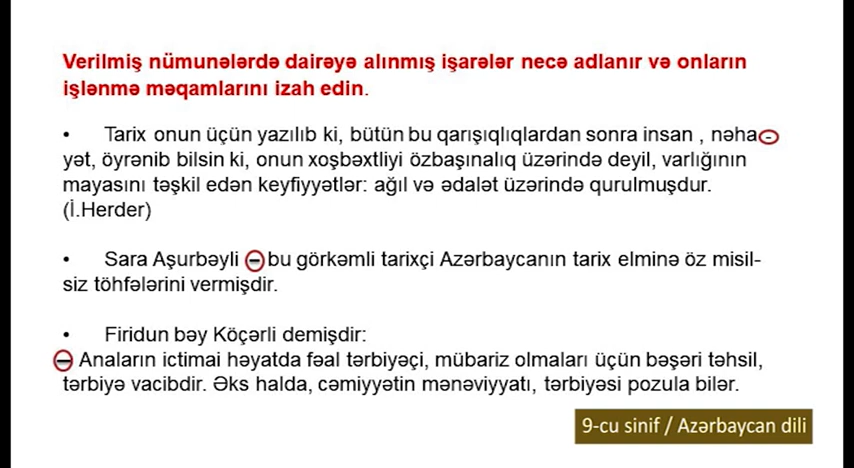 Verilmiş nümunələrdə dairəyə alınmış işarələr necə adlanır və onların
işlənmə məqamlarını izah edin.
• Tarix onun üçün yazılıb ki, bütün bu qarışıqlıqlardan sonra insan , nəha-
yət, öyrənib bilsin ki, onun xoşbəxtliyi özbaşınalıq üzərində deyil, varlığının
mayasını təşkil edən keyfiyyətlər: ağıl və ədalət üzərində qurulmuşdur.
(İ.Herder)
• Sara Aşurbəyli – bu görkəmli tarixçi Azərbaycanın tarix elminə öz misil-
siz töhfələrini vermişdir.
• Firidun bəy Köçərli demişdir:
– Anaların ictimai həyatda fəal tərbiyəçi, mübariz olmaları üçün bəşəri təhsil,
tərbiyə vacibdir. Əks halda, cəmiyyətin mənəviyyatı, tərbiyəsi pozula bilər.
9-cu sinif / Azərbaycan dili